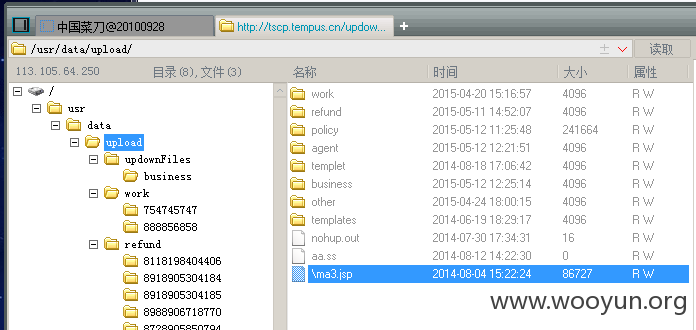 中国菜刀@20100928 http://tscp.tempus.cn/updow... +
/usr/data/upload/ 读取
113.105.64.250 目录(8),文件(3) 名称 时间 大小 属性
/
usr
data
upload
updownFiles
business
work
754745747
888856858
refund
8118198404406
8918905304184
8918905304185
8988906718770
8728905850794
work 2015-04-20 15:16:57 4096 R W
refund 2015-05-11 14:52:07 4096 R W
policy 2015-05-12 11:25:48 241664 R W
agent 2015-05-12 12:21:51 4096 R W
templet 2014-08-18 17:06:42 4096 R W
business 2015-05-12 12:25:14 4096 R W
other 2015-04-24 18:00:15 4096 R W
templates 2014-06-19 18:29:17 4096 R W
nohup.out 2014-07-30 17:34:31 16 R W
aa.ss 2014-08-12 14:22:30 0 R W
\ma3.jsp 2014-08-04 15:22:24 86727 R W
www.wooyun.org